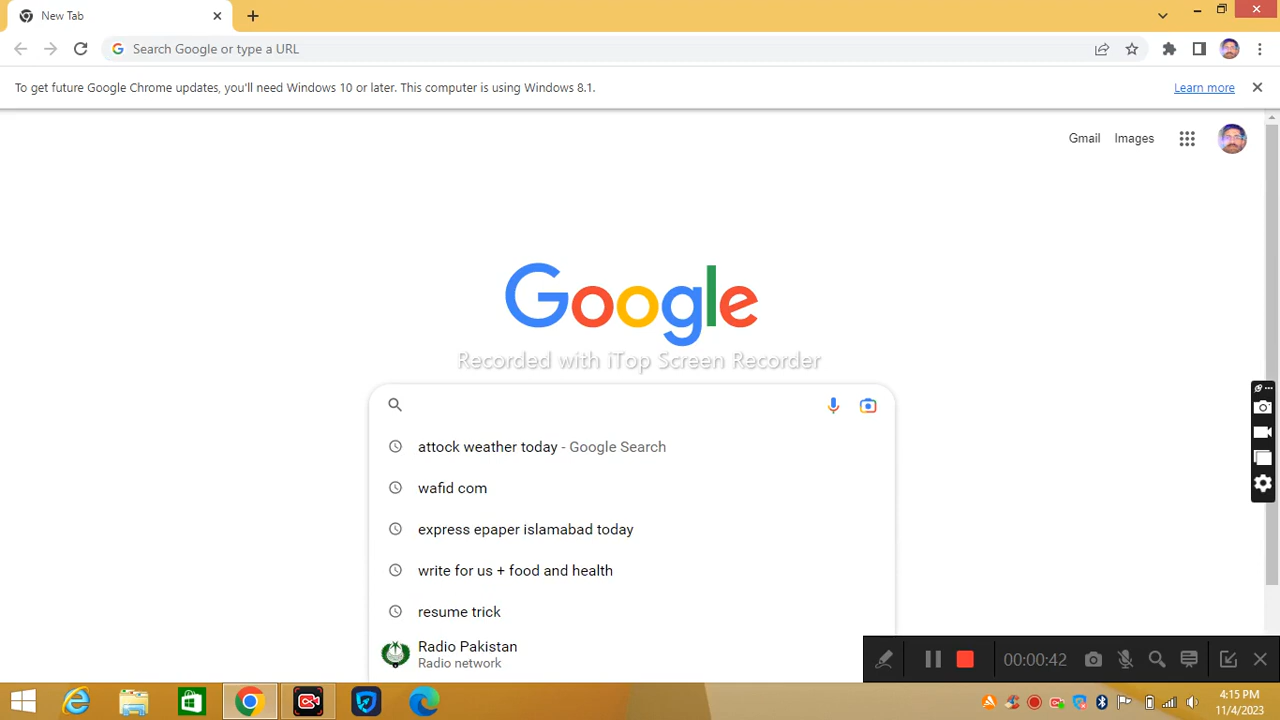 New Tab
Search Google or type a URL
To get future Google Chrome updates, you'll need Windows 10 or later. This computer is using Windows 8.1.
Learn more
Gmail
Images
Google
Recorded with iTop Screen Recorder
attock weather today - Google Search
wafid com
express epaper islamabad today
write for us + food and health
resume trick
Radio Pakistan
Radio network
00:00:42
4:15 PM
11/4/2023